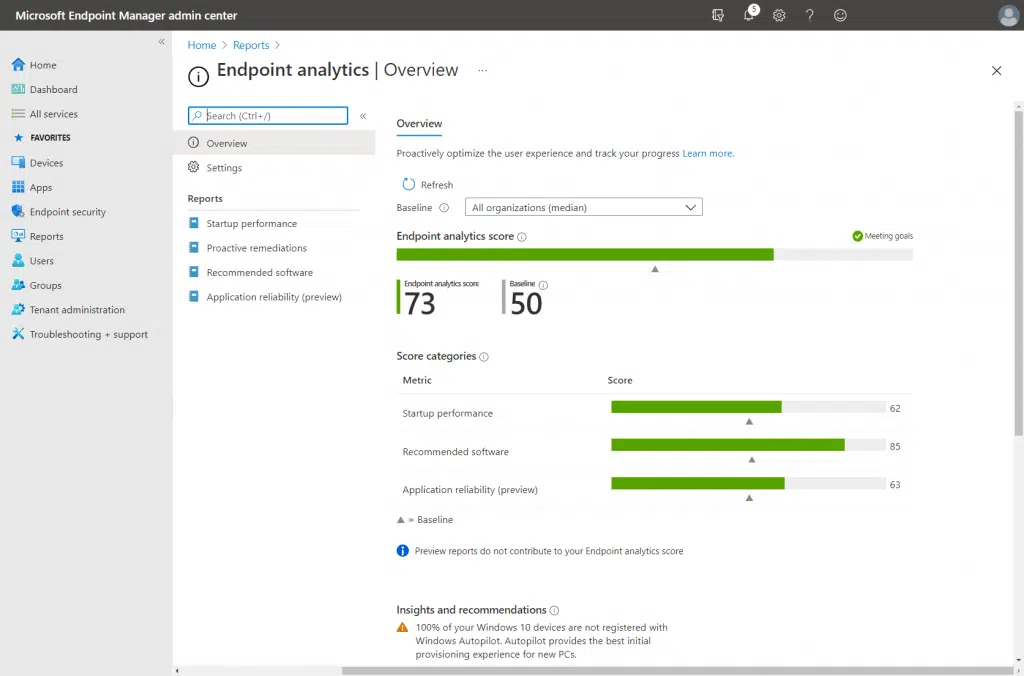 Microsoft Endpoint Manager admin center
5
Home
Dashboard
All services
FAVORITES
Devices
Apps
Endpoint security
Reports
Users
Groups
Tenant administration
Troubleshooting + support
Home > Reports >
Endpoint analytics | Overview ...
Search (Ctrl+/)
Overview
Settings
Reports
Startup performance
Proactive remediations
Recommended software
Application reliability (preview)
Overview
Proactively optimize the user experience and track your progress Learn more.
Refresh
Baseline
All organizations (median)
Endpoint analytics score
Meeting goals
Endpoint analytics score
73
Baseline
50
Score categories
Metric Score
Startup performance 62
Recommended software 85
Application reliability (preview) 63
▲ = Baseline
Preview reports do not contribute to your Endpoint analytics score
Insights and recommendations
100% of your Windows 10 devices are not registered with
Windows Autopilot. Autopilot provides the best initial
provisioning experience for new PCs.